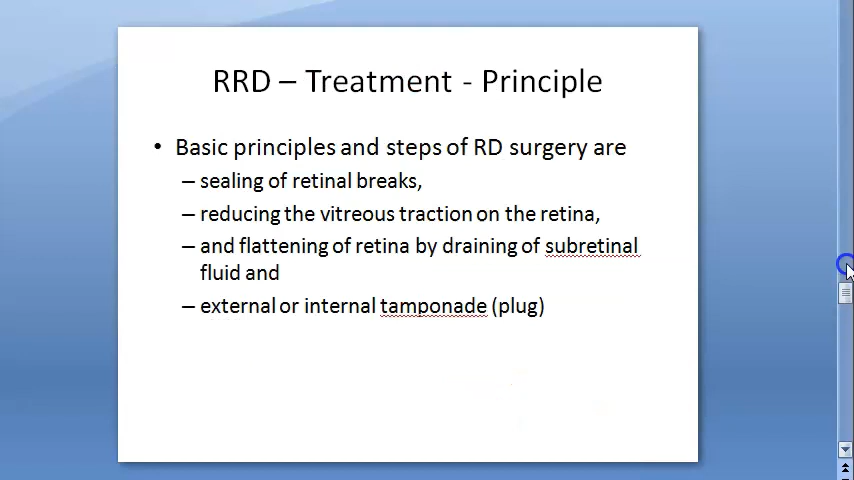 RRD – Treatment - Principle
• Basic principles and steps of RD surgery are
– sealing of retinal breaks,
– reducing the vitreous traction on the retina,
– and flattening of retina by draining of subretinal
fluid and
– external or internal tamponade (plug)